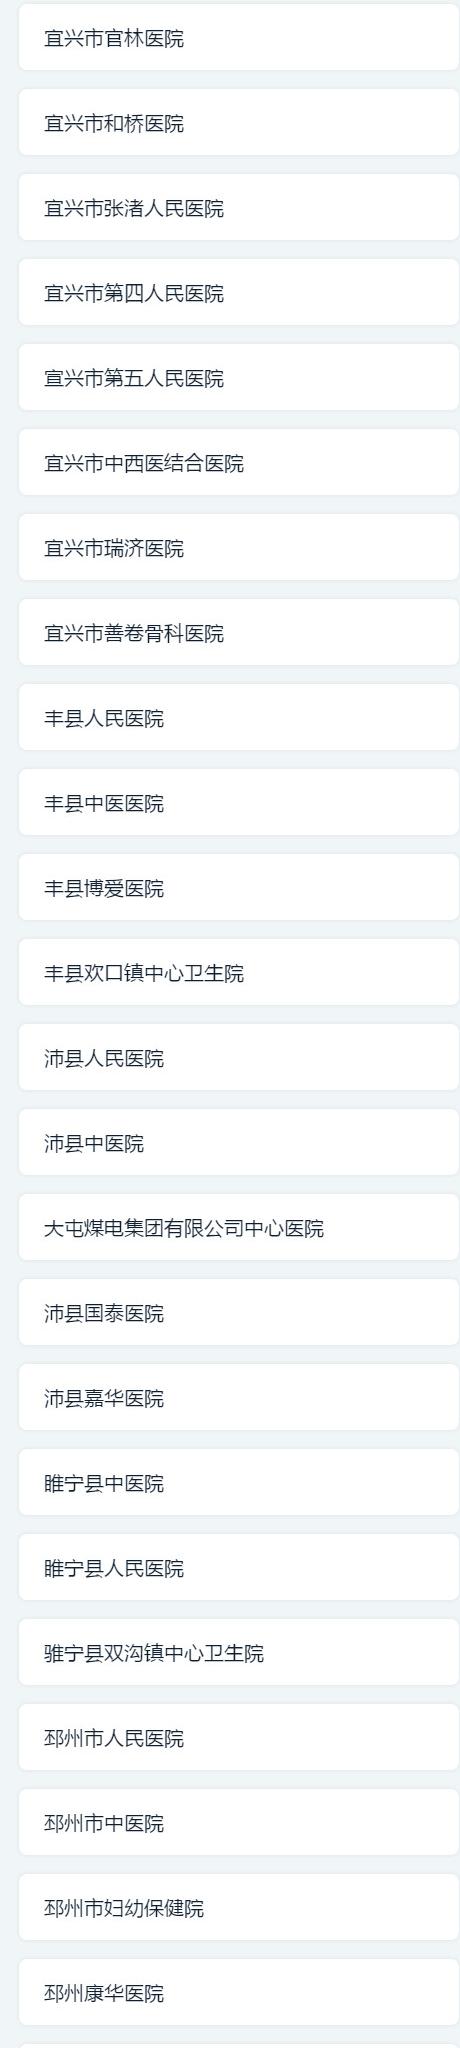 宜兴市官林医院
宜兴市和桥医院
宜兴市张渚人民医院
宜兴市第四人民医院
宣兴市第五人民医院
宜兴市中西医结合医院
宜兴市瑞济医院
宜兴市善卷骨科医院
丰县人民医院
丰县中医医院
丰县博爱医院
丰县欢口镇中心卫生院
沛县人民医院
沛县中医院
大屯煤电集团有限公司中心医院
沛县国泰医院
沛县嘉华医院
睢宁县中医院
睢宁县人民医院
骓宁县双沟镇中心卫生院
邳州市人民医院
邳州市中医院
邳州市妇幼保健院
邳州康华医院